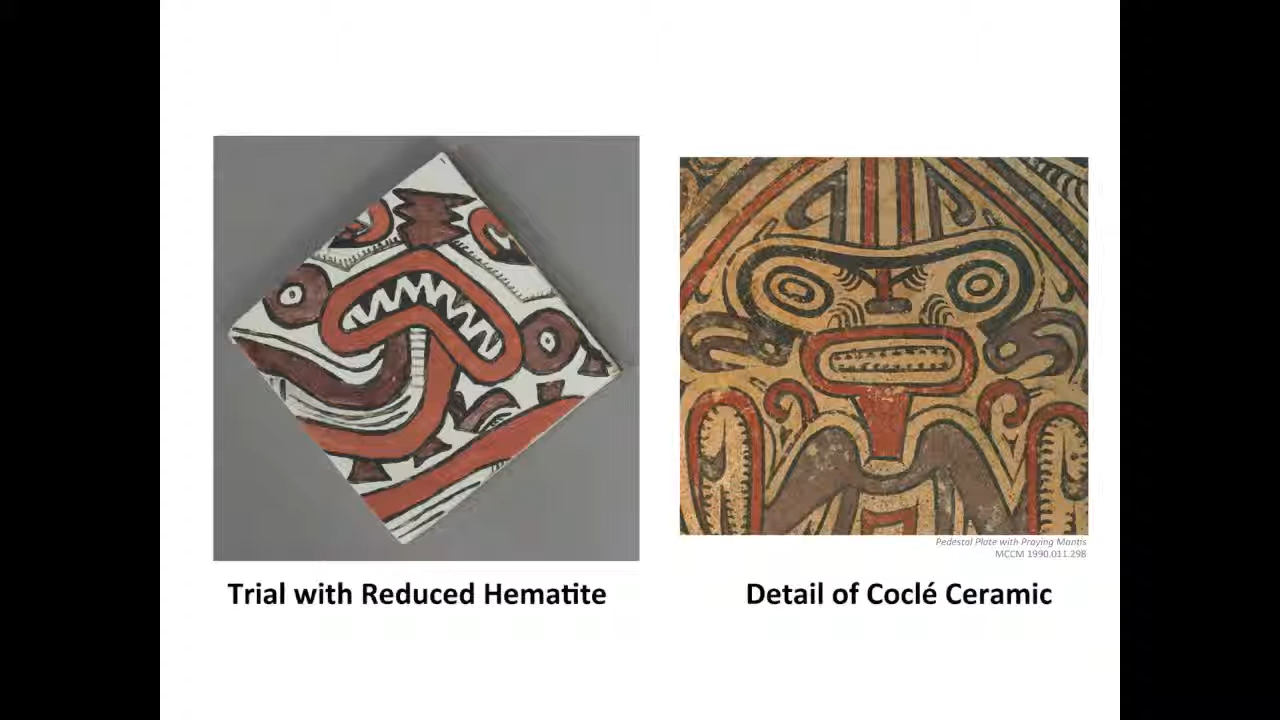 Pedestal Plate with Praying Mantis
MCCM 1990.011.298
Trial with Reduced Hematite
Detail of Coclé Ceramic